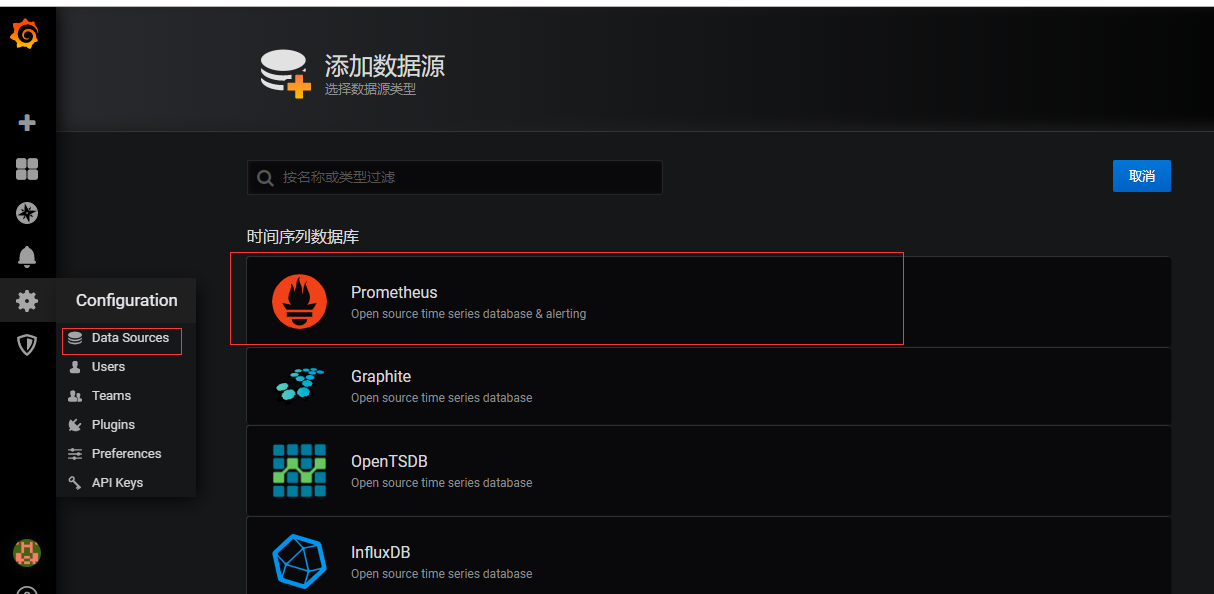 添加数据源
选择数据源类型
按名称或类型过滤
取消
时间序列数据库
Prometheus
Open source time series database & alerting
Configuration
Data Sources
Users
Teams
Plugins
Preferences
API Keys
Graphite
Open source time series database
OpenTSDB
Open source time series database
InfluxDB
Open source time series database